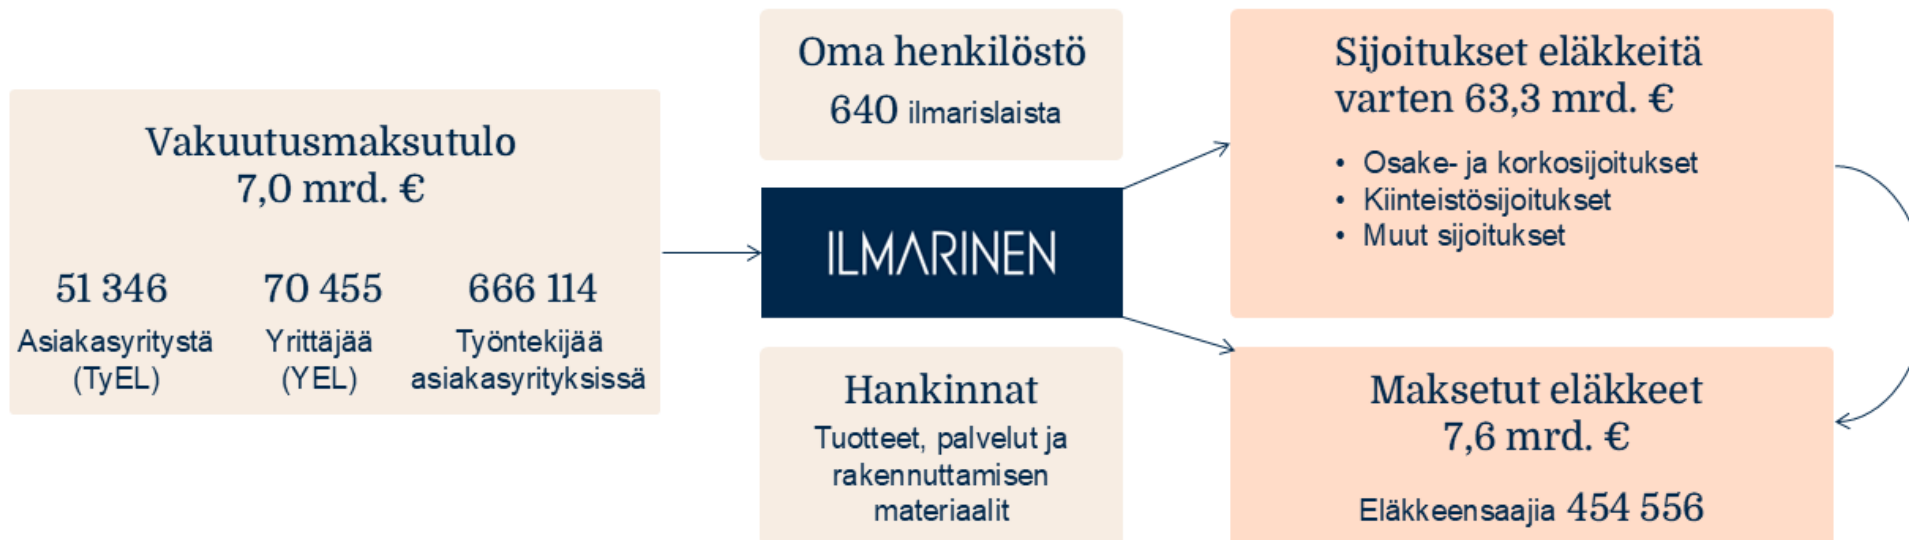 Vakuutusmaksutulo
7,0 mrd. €
51 346
Asiakasyritystä
(TyEL)
70 455
Yrittäjää
(YEL)
666 114
Työntekijää
asiakasyrityksissä
Oma henkilöstö
640 ilmarislaista
ILMARINEN
Hankinnat
Tuotteet, palvelut ja
rakennuttamisen
materiaalit
Sijoitukset eläkkeitä
varten 63,3 mrd. €
• Osake- ja korkosijoitukset
• Kiinteistösijoitukset
• Muut sijoitukset
Maksetut eläkkeet
7,6 mrd. €
Eläkkeensaajia 454 556